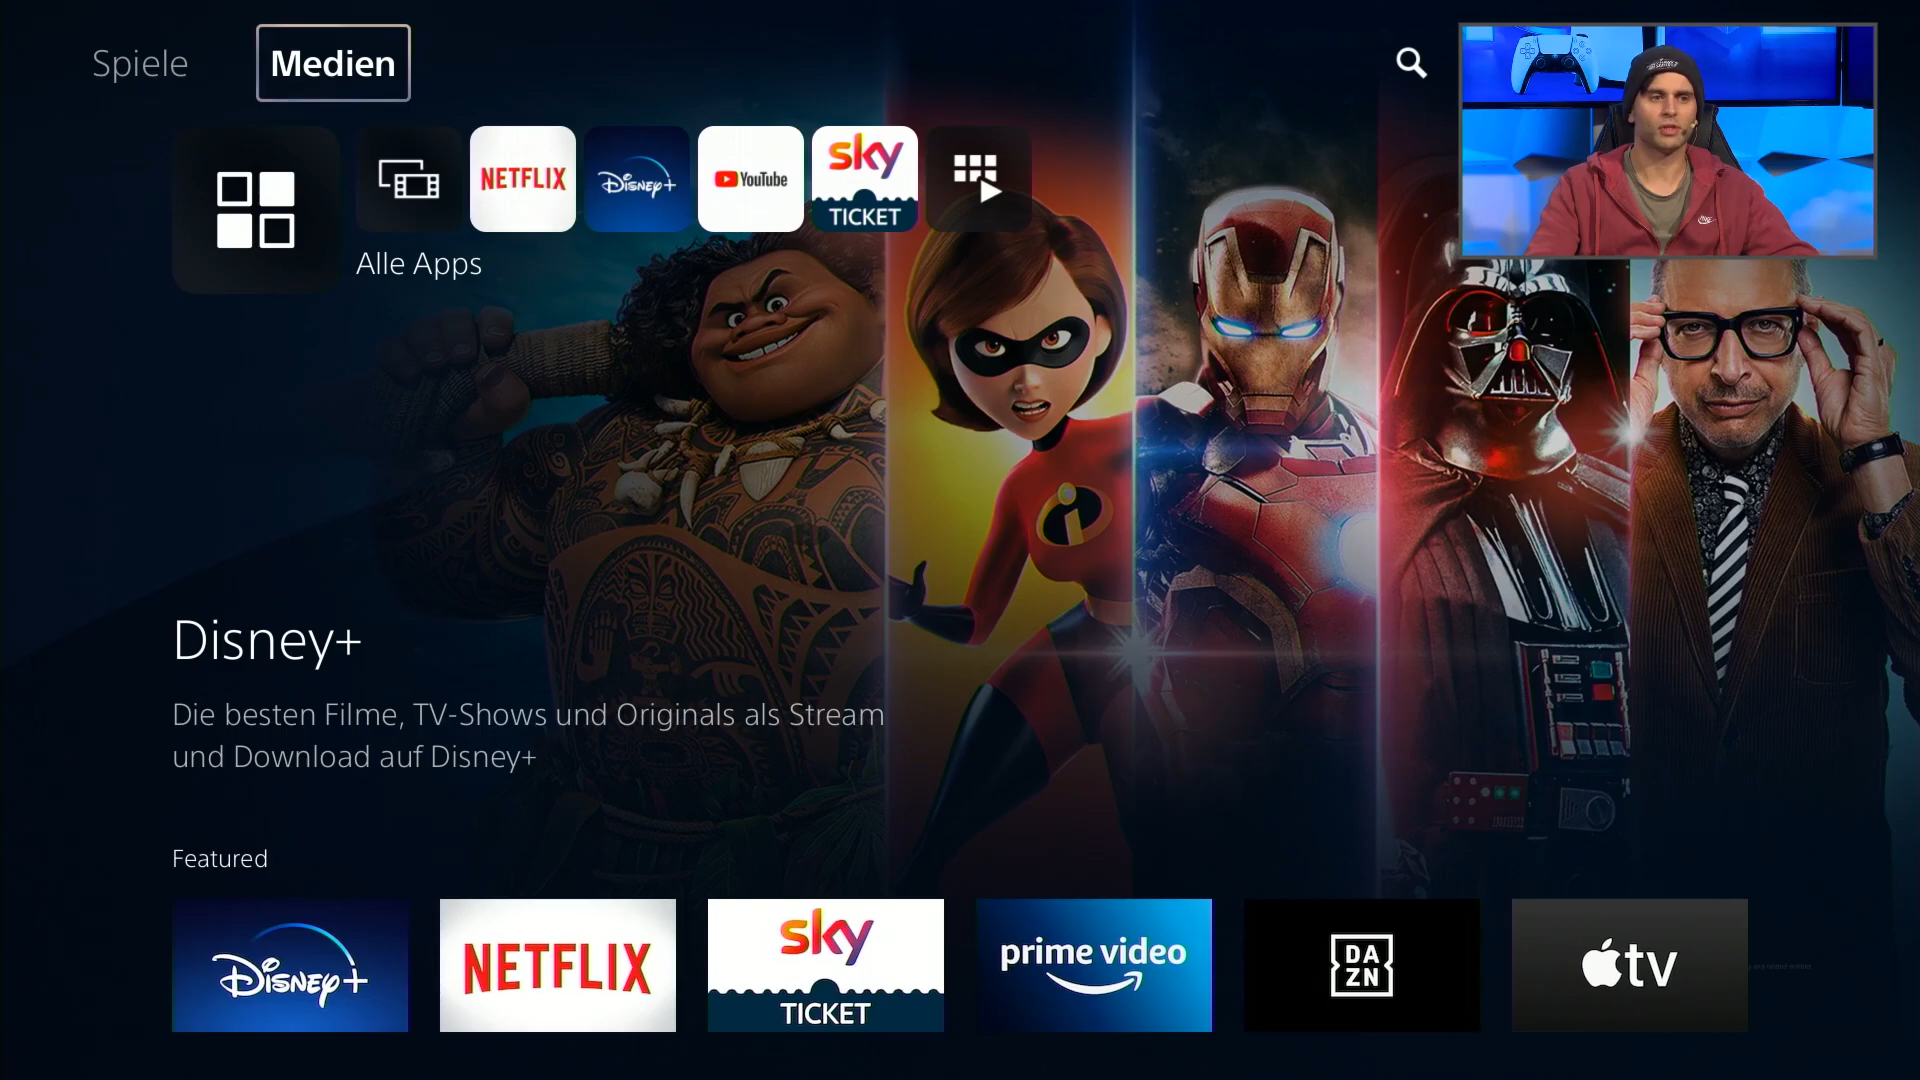 Spiele
Medien
NETFLIX
Disney+
YouTube
sky
TICKET
Alle Apps
Disney+
Die besten Filme, TV-Shows und Originals als Stream
und Download auf Disney+
Featured
Disney+
NETFLIX
sky
TICKET
prime video
DA
ZN
tv